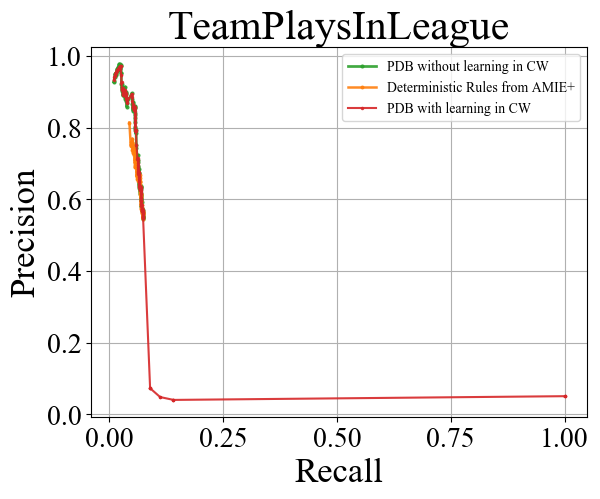 TeamPlaysInLeague
PDB without learning in CW
Deterministic Rules from AMIE+
PDB with learning in CW
Precision
1.0
0.8
0.6
0.4
0.2
0.0
0.00 0.25 0.50 0.75 1.00
Recall